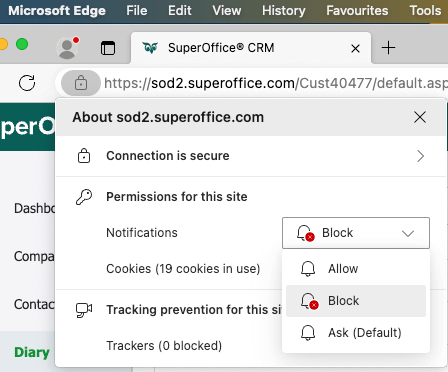 Microsoft Edge File Edit View History Favourites Tools
SuperOffice® CRM
https://sod2.superoffice.com/Cust40477/default.asp
perO
About sod2.superoffice.com
Connection is secure
Permissions for this site
Dashbo
Notifications Block
Compa
Cookies (19 cookies in use) Allow
Contac
Block
Tracking prevention for this si
Ask (Default)
Diary
Trackers (0 blocked)